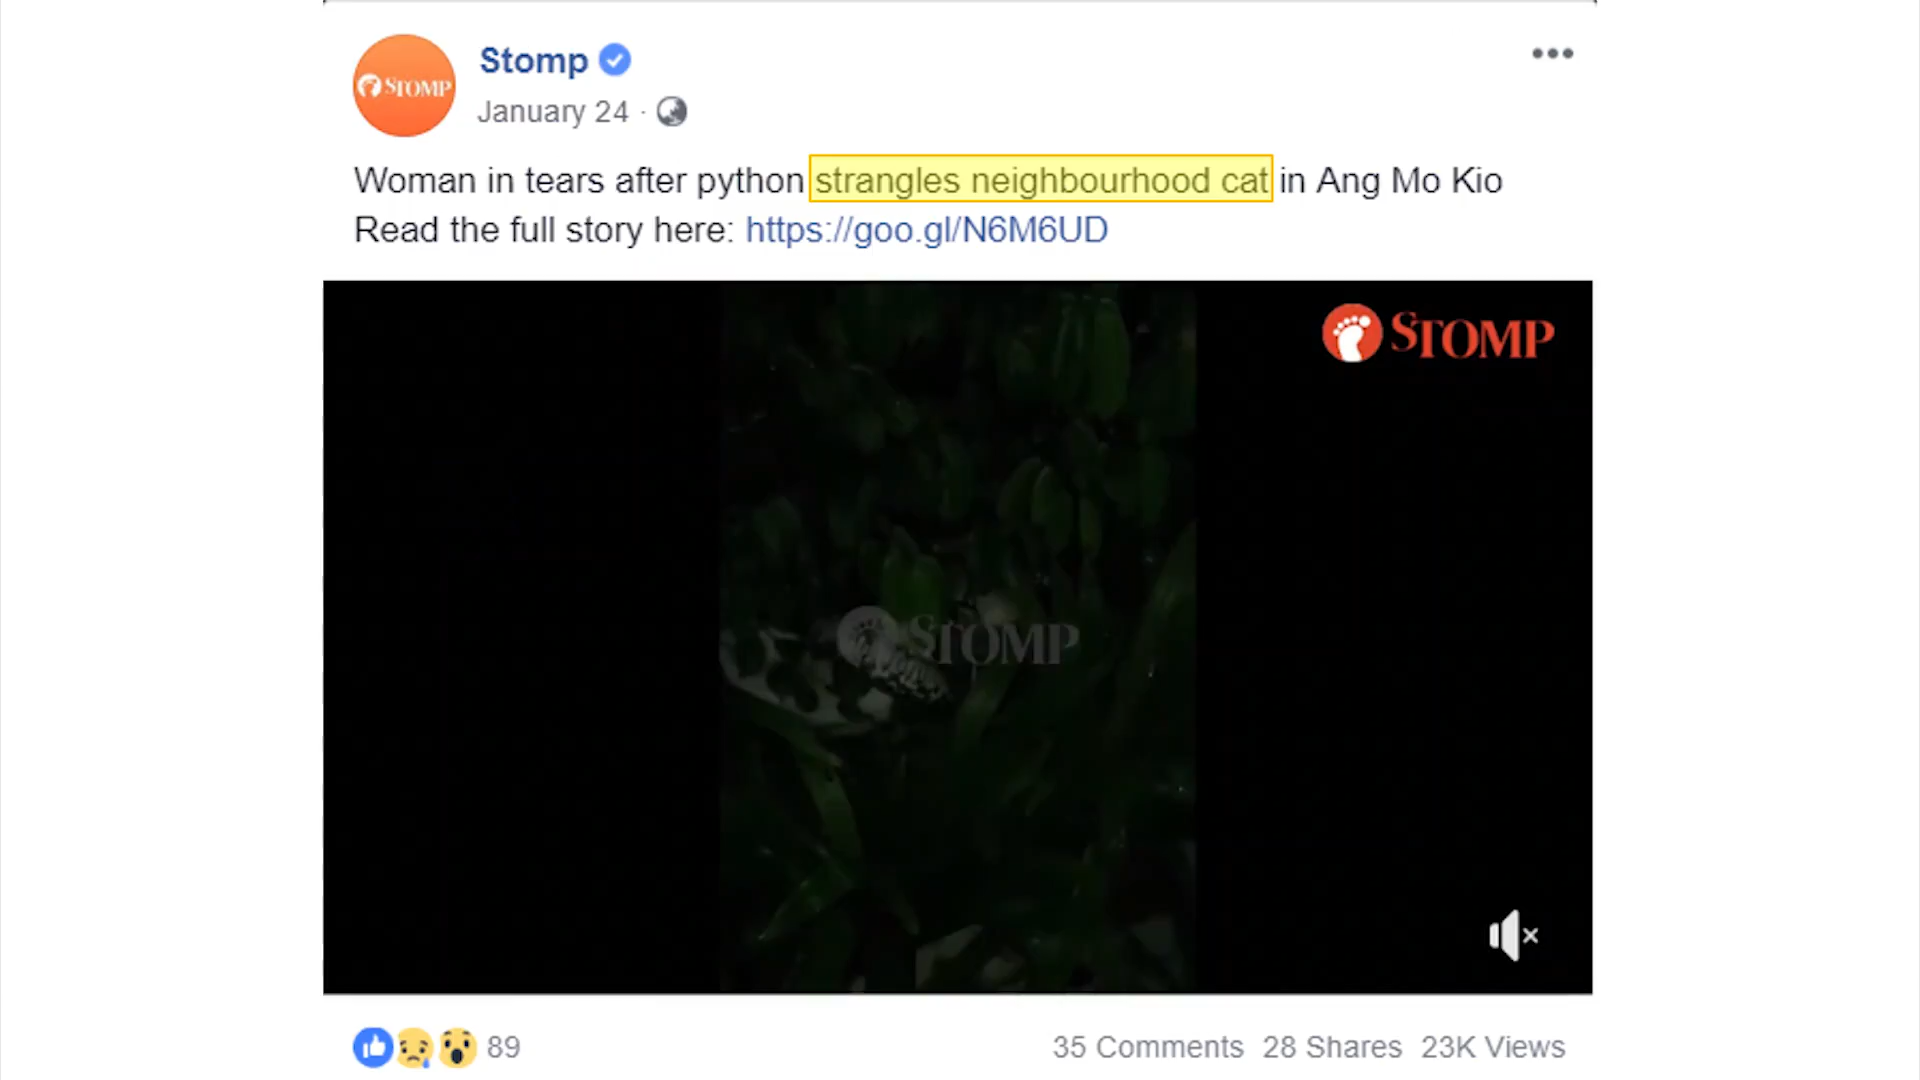 STOMP
Stomp
January 24 ·
Woman in tears after python strangles neighbourhood cat in Ang Mo Kio
Read the full story here: https://goo.gl/N6M6UD
STOMP
STOMP
89
35 Comments 28 Shares 23K Views